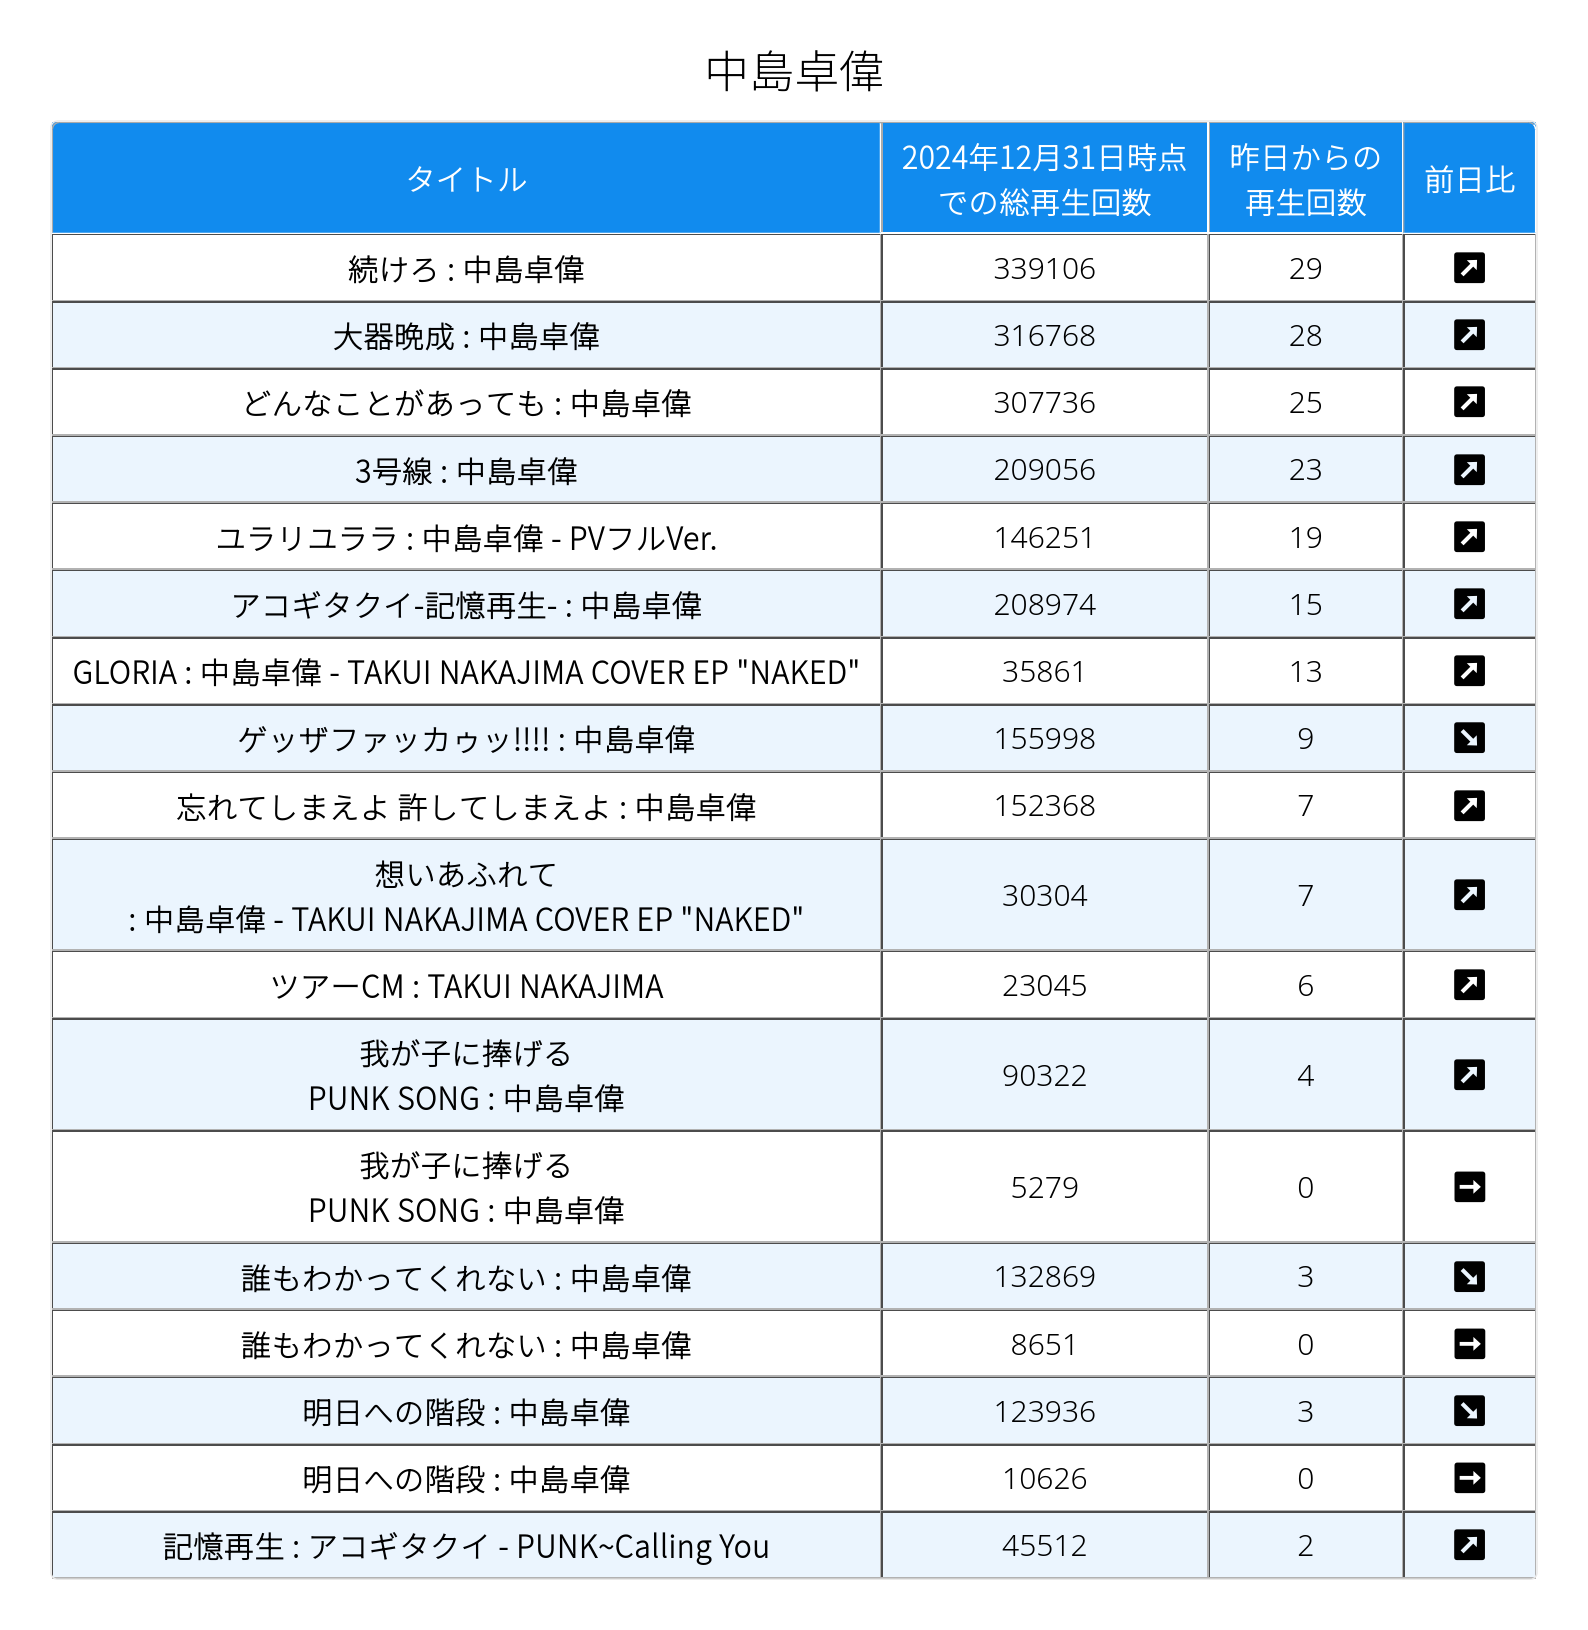 中島卓偉
タイトル
2024年12月31日時点
での総再生回数
昨日からの
再生回数
前日比
続けろ : 中島卓偉 339106 29 ↗
大器晩成 : 中島卓偉 316768 28 ↗
どんなことがあっても : 中島卓偉 307736 25 ↗
3号線 : 中島卓偉 209056 23 ↗
ユラリユララ : 中島卓偉 - PVフルVer. 146251 19 ↗
アコギタクイ-記憶再生- : 中島卓偉 208974 15 ↗
GLORIA : 中島卓偉 - TAKUI NAKAJIMA COVER EP "NAKED" 35861 13 ↗
ゲッザファッカゥッ!!!! : 中島卓偉 155998 9 ↘
忘れてしまえよ 許してしまえよ : 中島卓偉 152368 7 ↗
想いあふれて
: 中島卓偉 - TAKUI NAKAJIMA COVER EP "NAKED" 30304 7 ↗
ツアーCM : TAKUI NAKAJIMA 23045 6 ↗
我が子に捧げる
PUNK SONG : 中島卓偉 90322 4 ↗
我が子に捧げる
PUNK SONG : 中島卓偉 5279 0 →
誰もわかってくれない : 中島卓偉 132869 3 ↘
誰もわかってくれない : 中島卓偉 8651 0 →
明日への階段 : 中島卓偉 123936 3 ↘
明日への階段 : 中島卓偉 10626 0 →
記憶再生 : アコギタクイ - PUNK~Calling You 45512 2 ↗